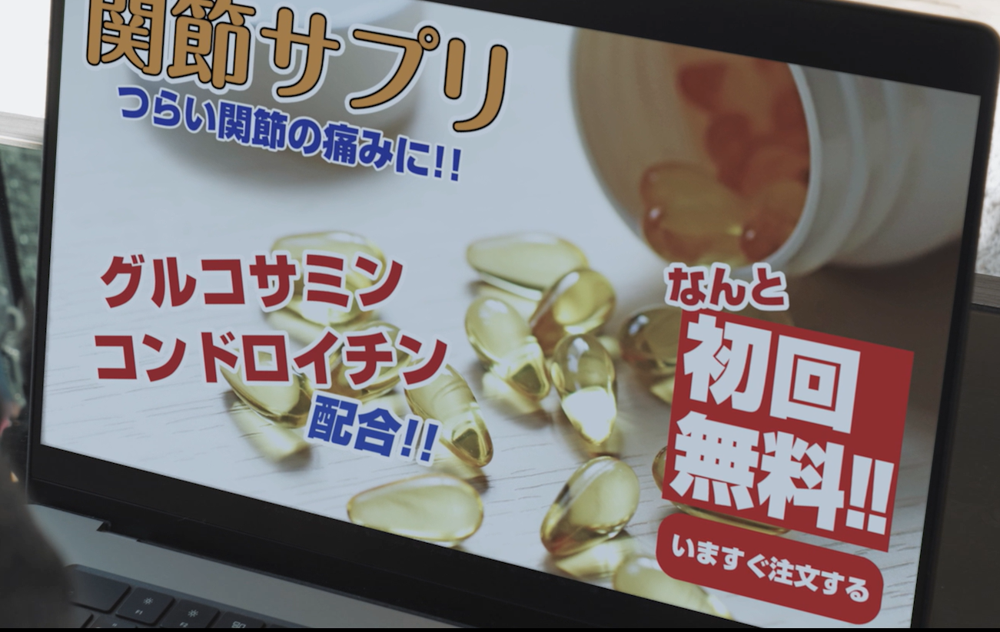 関節サプリ
つらい関節の痛みに!!
グルコサミン
コンドロイチン
配合!!
なんと
初回
無料!!
いますぐ注文する